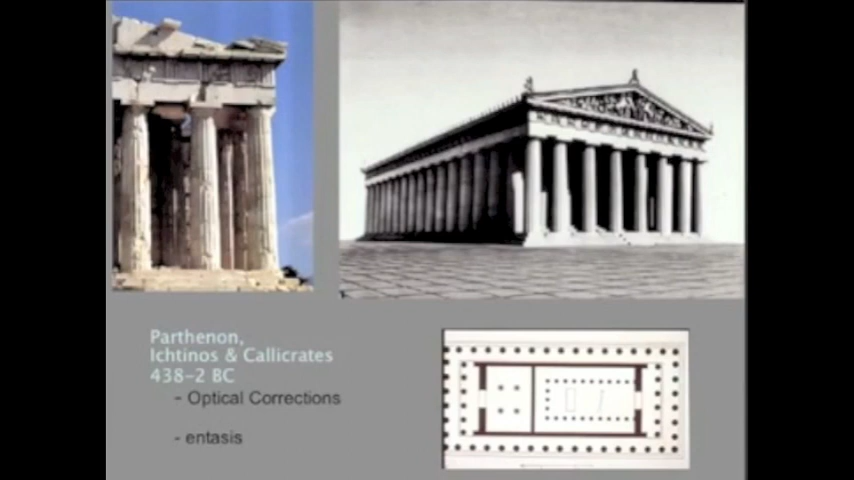 Parthenon,
Ichtinos & Callicrates
438-2 BC
- Optical Corrections
- entasis